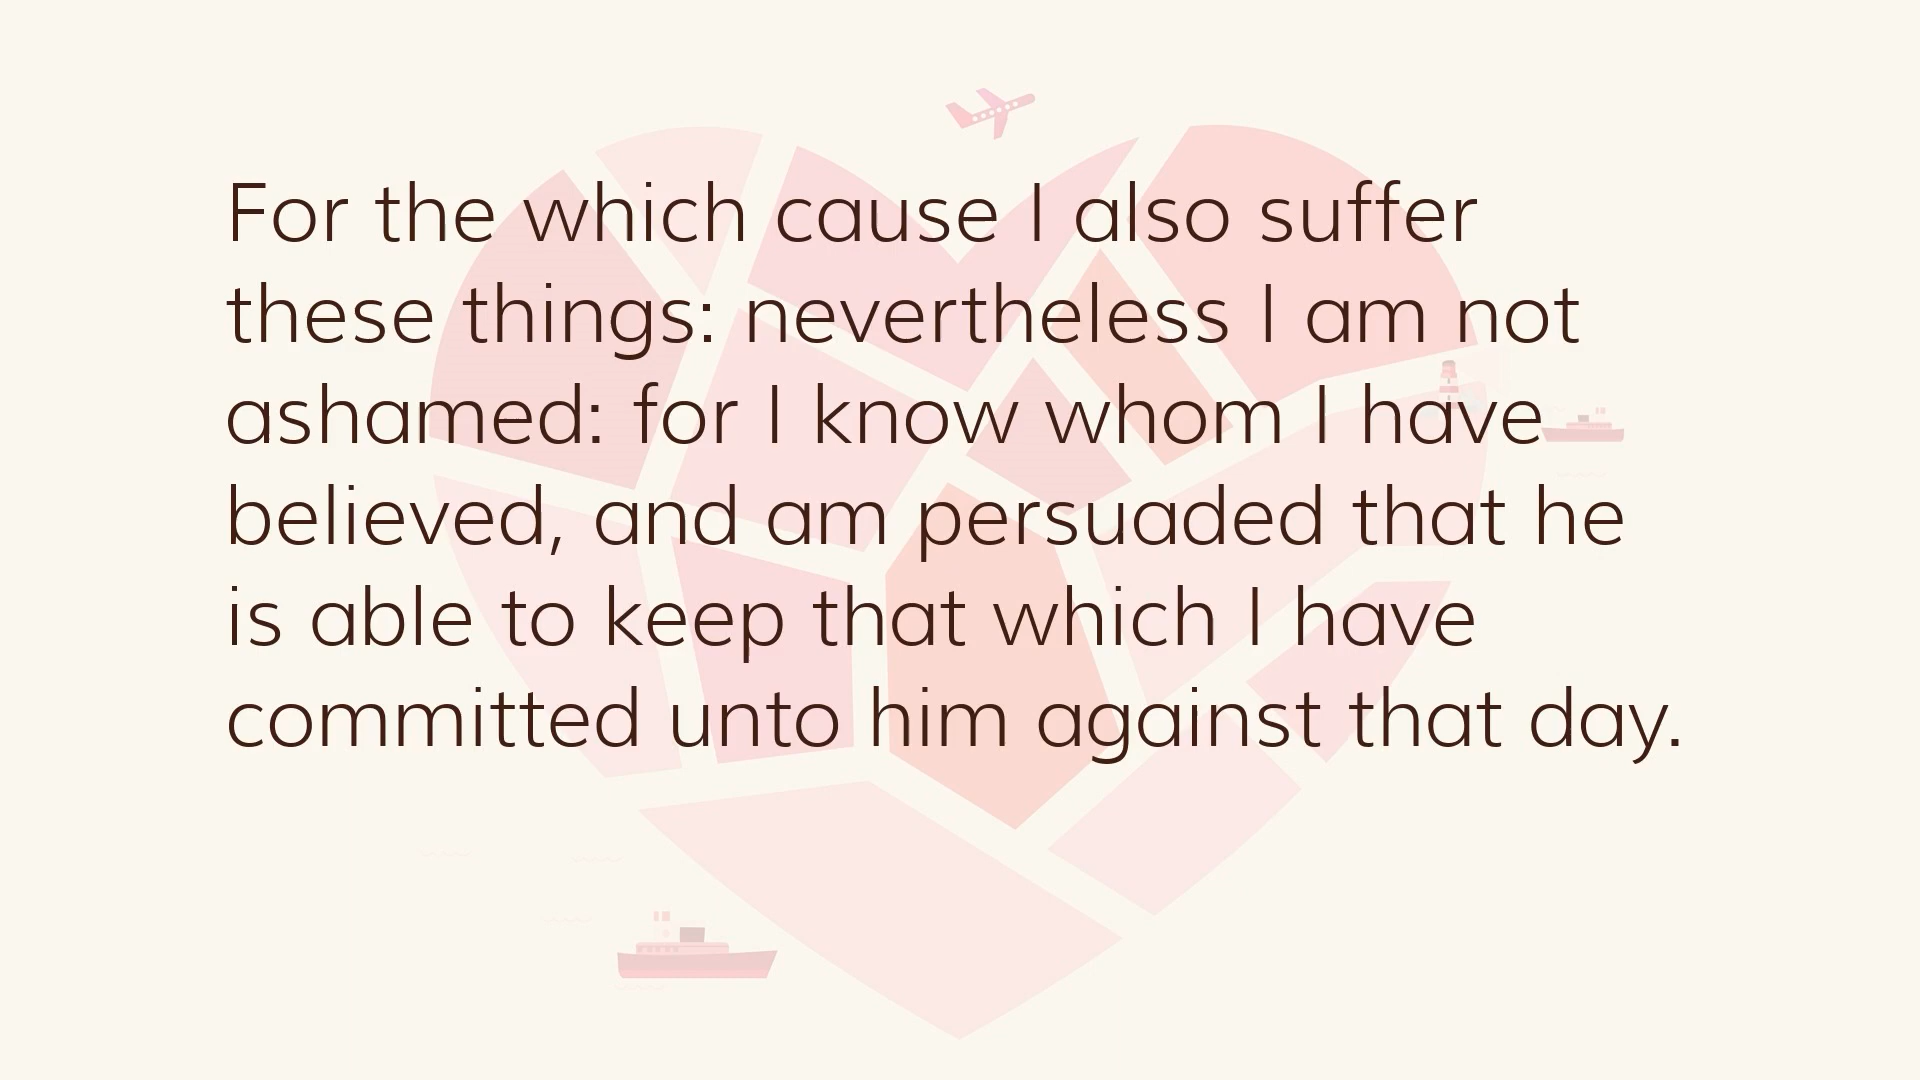 For the which cause I also suffer
these things: nevertheless I am not
ashamed: for I know whom I have
believed, and am persuaded that he
is able to keep that which I have
committed unto him against that day.